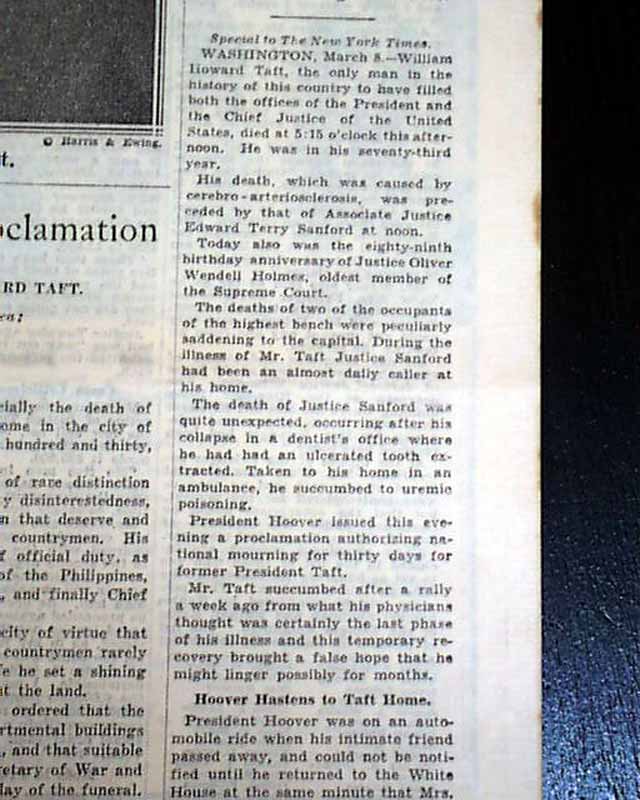 © Harris & Ewing.
t.
clamation
RD TAFT.
cially the death of
ome in the city of
hundred and thirty,
of rare distinction
y disinterestedness,
n that deserve and
countrymen. His
f official duty, as
of the Philippines,
, and finally Chief
city of virtue that
countrymen rarely
e he set a shining
t the land.
ordered that the
rtmental buildings
, and that suitable
retary of War and
day of the funeral.
Special to The New York Times.
WASHINGTON, March 8.—William
Howard Taft, the only man in the
history of this country to have filled
both the offices of the President and
the Chief Justice of the United
States, died at 5:15 o'clock this after-
noon. He was in his seventy-third
year.
His death, which was caused by
cerebro-arteriosclerosis, was pre-
ceded by that of Associate Justice
Edward Terry Sanford at noon.
Today also was the eighty-ninth
birthday anniversary of Justice Oliver
Wendell Holmes, oldest member of
the Supreme Court.
The deaths of two of the occupants
of the highest bench were peculiarly
saddening to the capital. During the
illness of Mr. Taft Justice Sanford
had been an almost daily caller at
his home.
The death of Justice Sanford was
quite unexpected, occurring after his
collapse in a dentist's office where
he had had an ulcerated tooth ex-
tracted. Taken to his home in an
ambulance, he succumbed to uremic
poisoning.
President Hoover issued this eve-
ning a proclamation authorizing na-
tional mourning for thirty days for
former President Taft.
Mr. Taft succumbed after a rally
a week ago from what his physicians
thought was certainly the last phase
of his illness and this temporary re-
covery brought a false hope that he
might linger possibly for months.
Hoover Hastens to Taft Home.
President Hoover was on an auto-
mobile ride when his intimate friend
passed away, and could not be noti-
fied until he returned to the White
House at the same minute that Mrs.